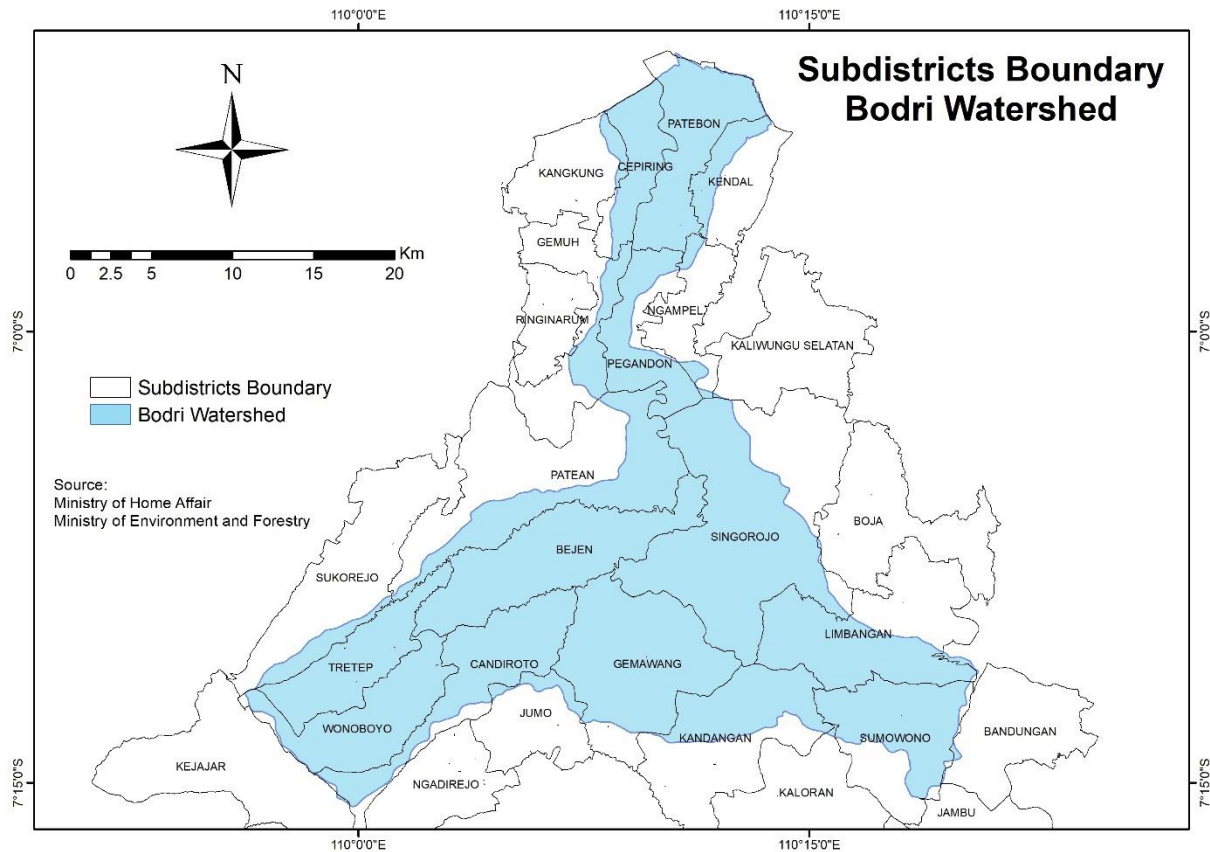 110°0'0"E
110°15'0"E
Subdistricts Boundary
Bodri Watershed
N
Km
0 2.5 5 10 15 20
7°0'0"S
7°0'0"S
Subdistricts Boundary
Bodri Watershed
Source:
Ministry of Home Affair
Ministry of Environment and Forestry
PATEBON
CEPIRING
KANGKUNG
KENDAL
GEMUH
NGAMPEL
RINGINARUM
KALIWUNGU SELATAN
PEGANDON
PATEAN
BOJA
SINGOROJO
BEJEN
SUKOREJO
LIMBANGAN
TRETEP
CANDIROTO
GEMAWANG
JUMO
WONOBOYO
KANDANGAN
SUMOWONO
BANDUNGAN
KEJAJAR
NGADIREJO
KALORAN
JAMBU
7°15'0"S
7°15'0"S
110°0'0"E
110°15'0"E